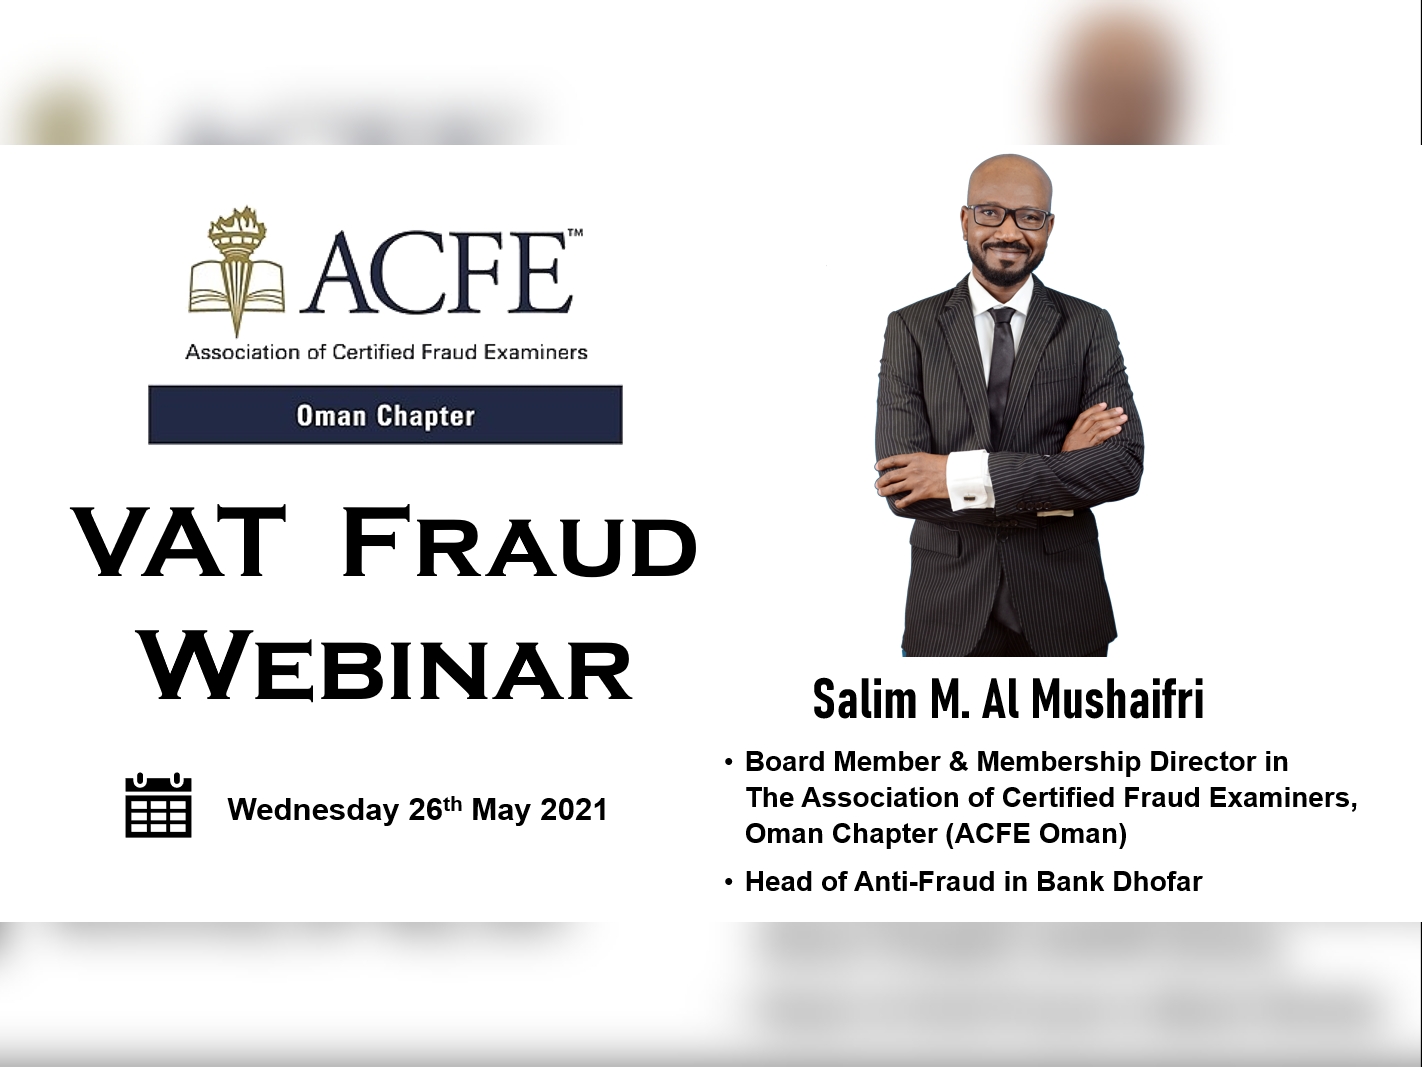 ACFE™
Association of Certified Fraud Examiners
Oman Chapter
VAT FRAUD
WEBINAR
Wednesday 26th May 2021
Salim M. Al Mushaifri
• Board Member & Membership Director in
The Association of Certified Fraud Examiners,
Oman Chapter (ACFE Oman)
• Head of Anti-Fraud in Bank Dhofar